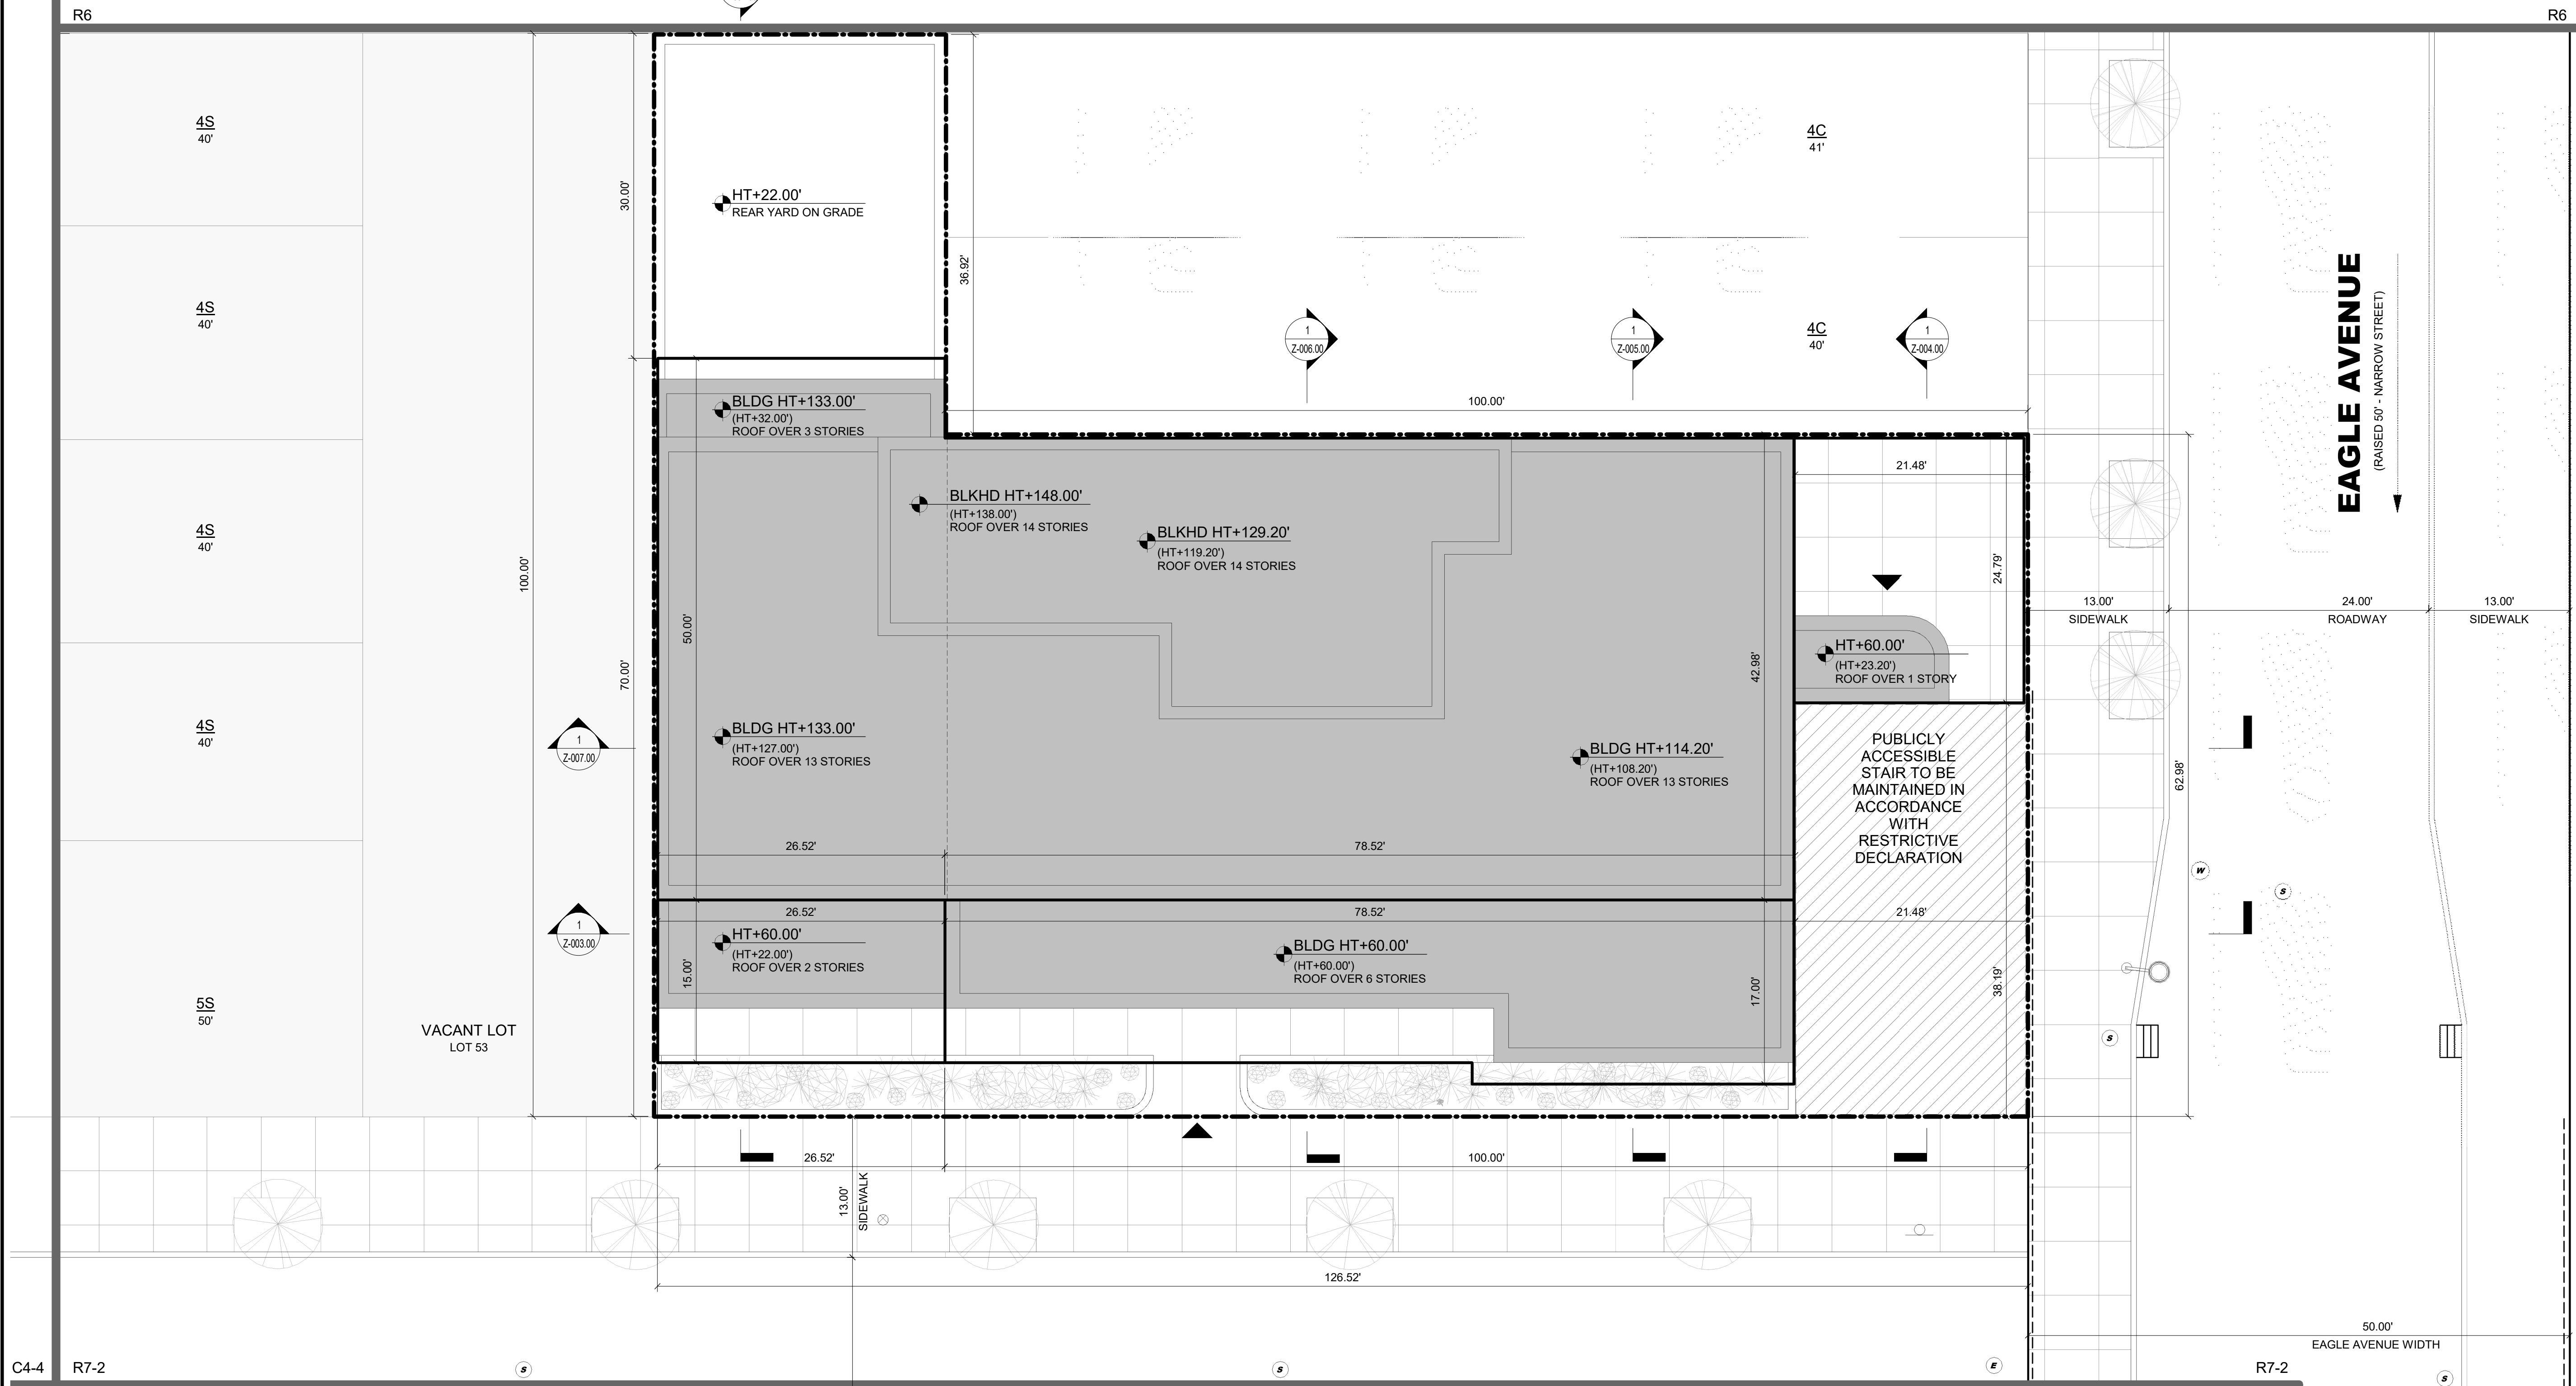 R6
R6
4S
40'
4S
40'
4S
40'
4S
40'
5S
50'
VACANT LOT
LOT 53
100.00'
30.00'
70.00'
HT+22.00'
REAR YARD ON GRADE
36.92'
4C
41'
4C
40'
1
Z-006.00
1
Z-005.00
1
Z-004.00
100.00'
BLDG HT+133.00'
(HT+32.00')
ROOF OVER 3 STORIES
BLKHD HT+148.00'
(HT+138.00')
ROOF OVER 14 STORIES
BLKHD HT+129.20'
(HT+119.20')
ROOF OVER 14 STORIES
21.48'
24.79'
50.00'
42.98'
HT+60.00'
(HT+23.20')
ROOF OVER 1 STORY
BLDG HT+133.00'
(HT+127.00')
ROOF OVER 13 STORIES
BLDG HT+114.20'
(HT+108.20')
ROOF OVER 13 STORIES
1
Z-007.00
1
Z-003.00
PUBLICLY
ACCESSIBLE
STAIR TO BE
MAINTAINED IN
ACCORDANCE
WITH
RESTRICTIVE
DECLARATION
26.52'
78.52'
26.52'
78.52'
21.48'
HT+60.00'
(HT+22.00')
ROOF OVER 2 STORIES
15.00'
BLDG HT+60.00'
(HT+60.00')
ROOF OVER 6 STORIES
17.00'
38.19'
62.98'
EAGLE AVENUE
(RAISED 50' - NARROW STREET)
13.00'
SIDEWALK
24.00'
ROADWAY
13.00'
SIDEWALK
W
S
S
26.52'
100.00'
13.00'
SIDEWALK
126.52'
50.00'
EAGLE AVENUE WIDTH
C4-4
R7-2
S
S
E
R7-2
S